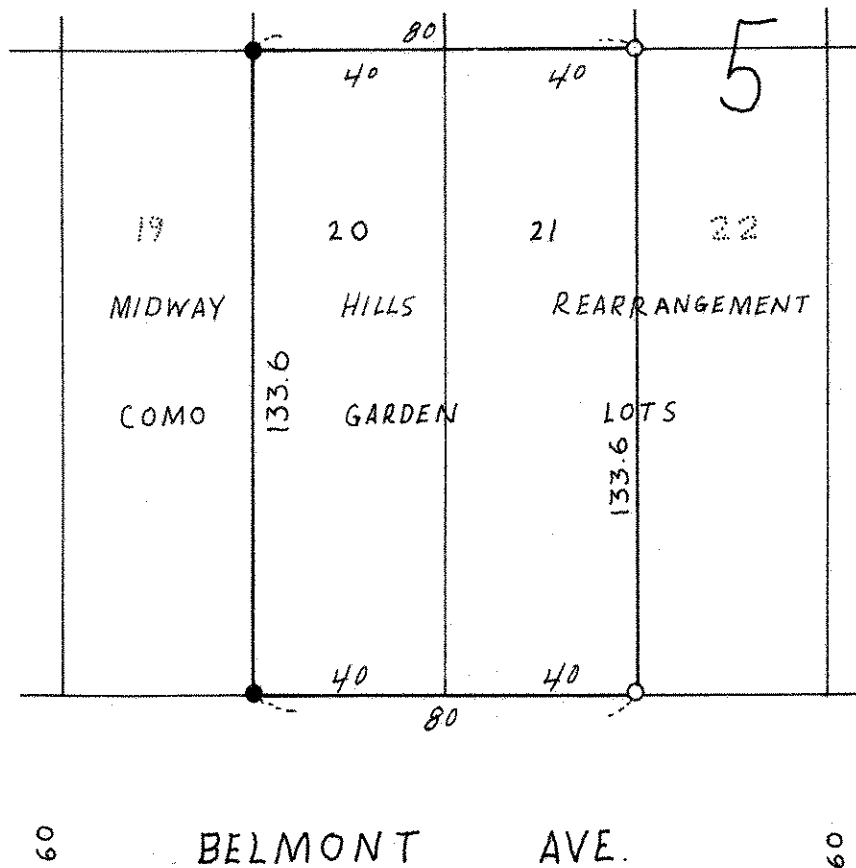 80
5
40 40
19 20 21 22
MIDWAY HILLS REARRANGEMENT
133.6
COMO GARDEN LOTS
133.6
40 40
80
60 BELMONT AVE. 60